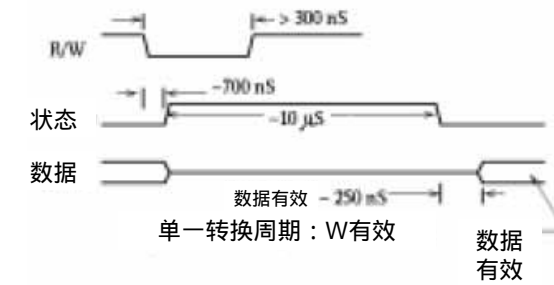 > 300 nS
R/W
~700 nS
状态
~10 μS
数据
数据有效 ~ 250 nS
单一转换周期：W有效
数据
有效